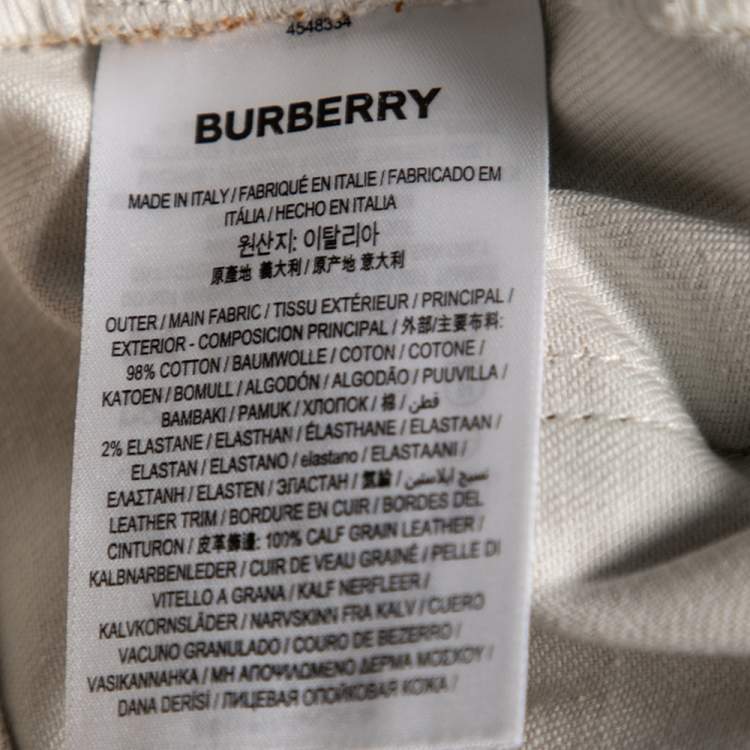 4548334
BURBERRY
MADE IN ITALY / FABRIQUÉ EN ITALIE / FABRICADO EM
ITÁLIA / HECHO EN ITALIA
원산지: 이탈리아
原產地 義大利 / 原产地 意大利
OUTER / MAIN FABRIC / TISSU EXTÉRIEUR / PRINCIPAL /
EXTERIOR - COMPOSICION PRINCIPAL / 外部/主要布料:
98% COTTON / BAUMWOLLE / COTON / COTONE /
KATOEN / BOMULL / ALGODÓN / ALGODÃO / PUUVILLA /
BAMBAKI / PAMUK / ХЛОПОК / 棉 / قطن /
2% ELASTANE / ELASTHAN / ÉLASTHANE / ELASTAAN /
ELASTAN / ELASTANO / elastano / ELASTAANI /
ΕΛΑΣΤΑΝΗ / ELASTEN / ЭЛАСТАН / 氨綸 / نسيج ايلاستين /
LEATHER TRIM / BORDURE EN CUIR / BORDES DEL
CINTURON / 皮革飾邊: 100% CALF GRAIN LEATHER /
KALBNARBENLEDER / CUIR DE VEAU GRAINÉ / PELLE DI
VITELLO A GRANA / KALF NERFLEER /
KALVKORNSLÄDER / NARVSKINN FRA KALV / CUERO
VACUNO GRANULADO / COURO DE BEZERRO /
VASIKANNAHKA / ΜΗ ΑΠΟΨΙΛΩΜΕΝΟ ΔΕΡΜΑ ΜΟΣΧΟΥ /
DANA DERİSİ / ЛИЦЕВАЯ ОПОЙКОВАЯ КОЖА /